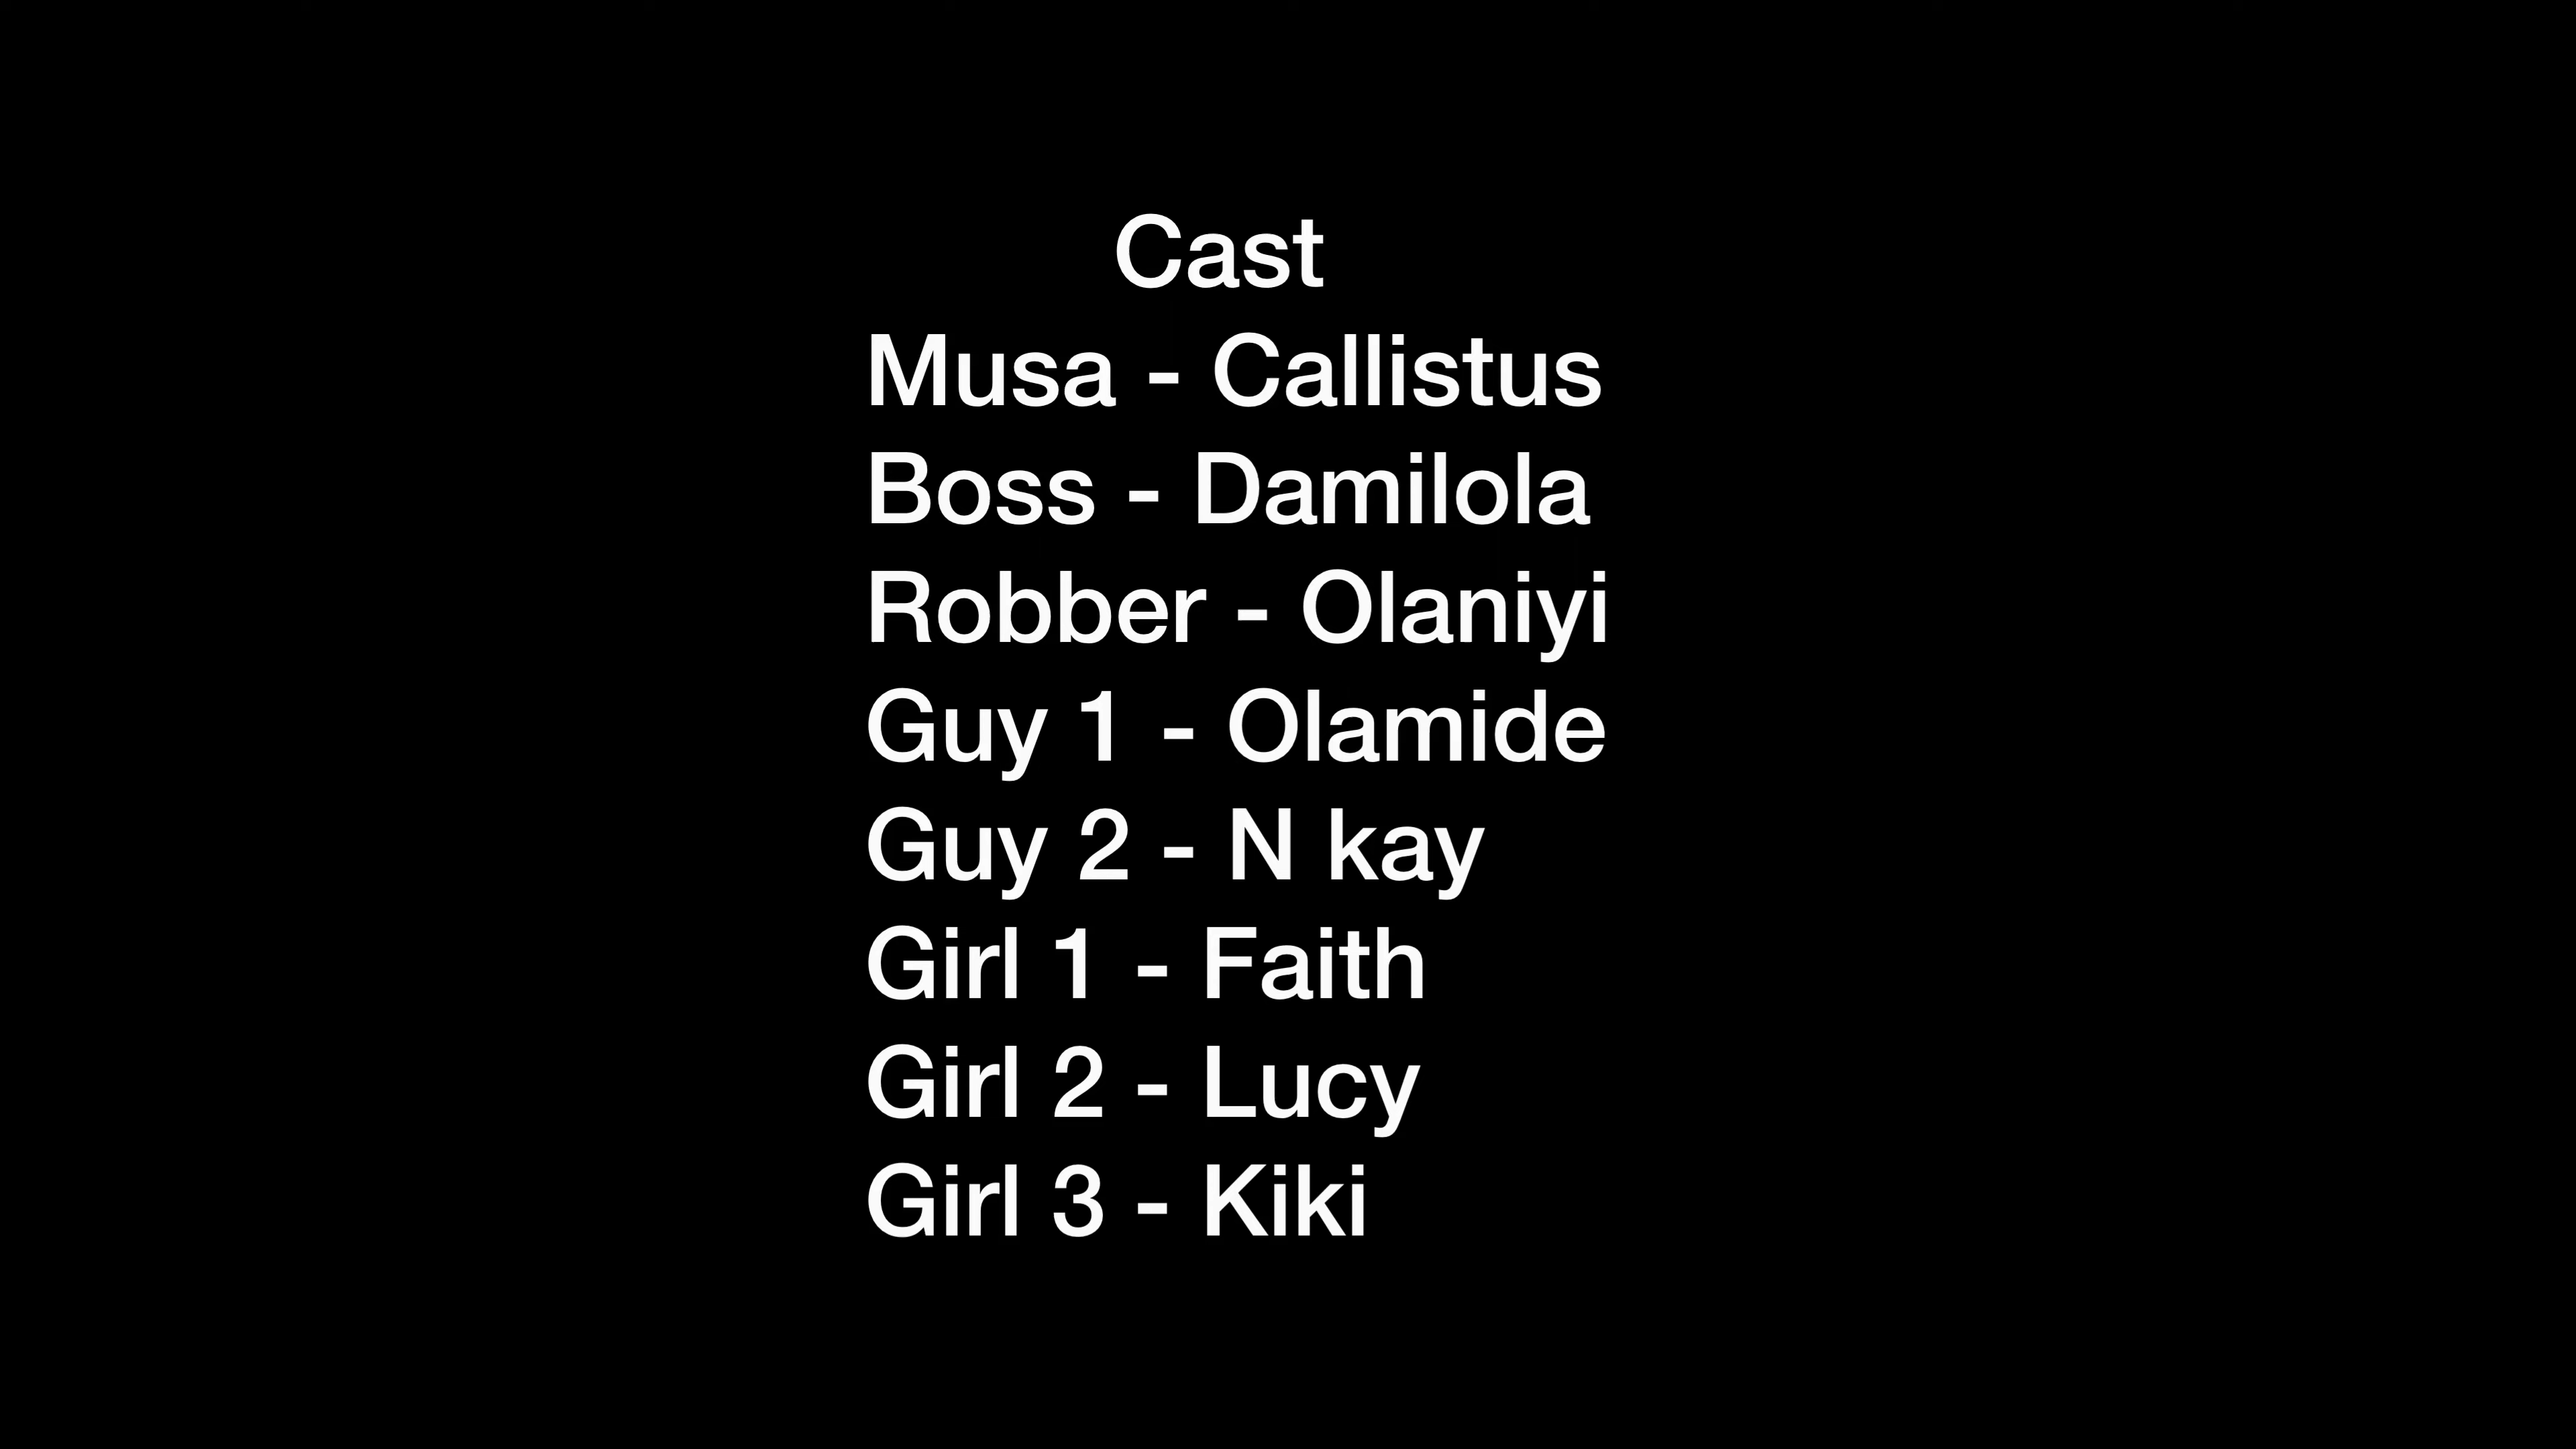 Cast
Musa - Callistus
Boss - Damilola
Robber - Olaniyi
Guy 1 - Olamide
Guy 2 - N kay
Girl 1 - Faith
Girl 2 - Lucy
Girl 3 - Kiki